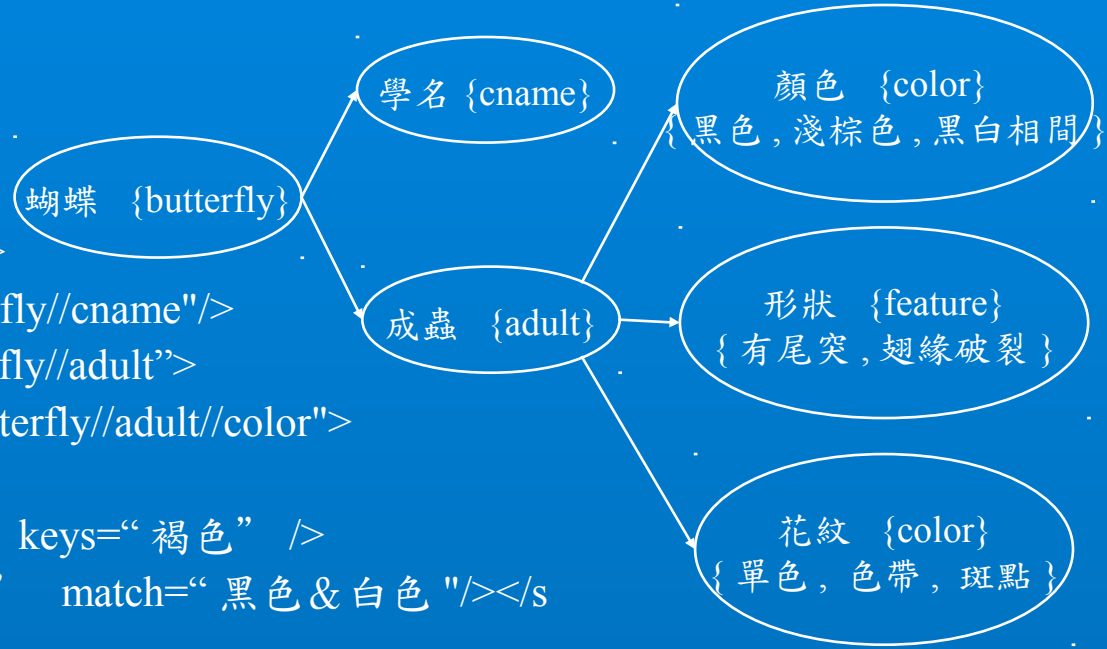 學名 {cname}
顏色 {color}
{ 黑色 , 淺棕色 , 黑白相間 }
蝴蝶 {butterfly}
>
fly//cname"/>
成蟲 {adult}
形狀 {feature}
{ 有尾突 , 翅緣破裂 }
fly//adult”>
terfly//adult//color">
keys=“ 褐色” />
” match=“ 黑色&白色 "/></s
花紋 {color}
{ 單色 , 色帶 , 斑點 }